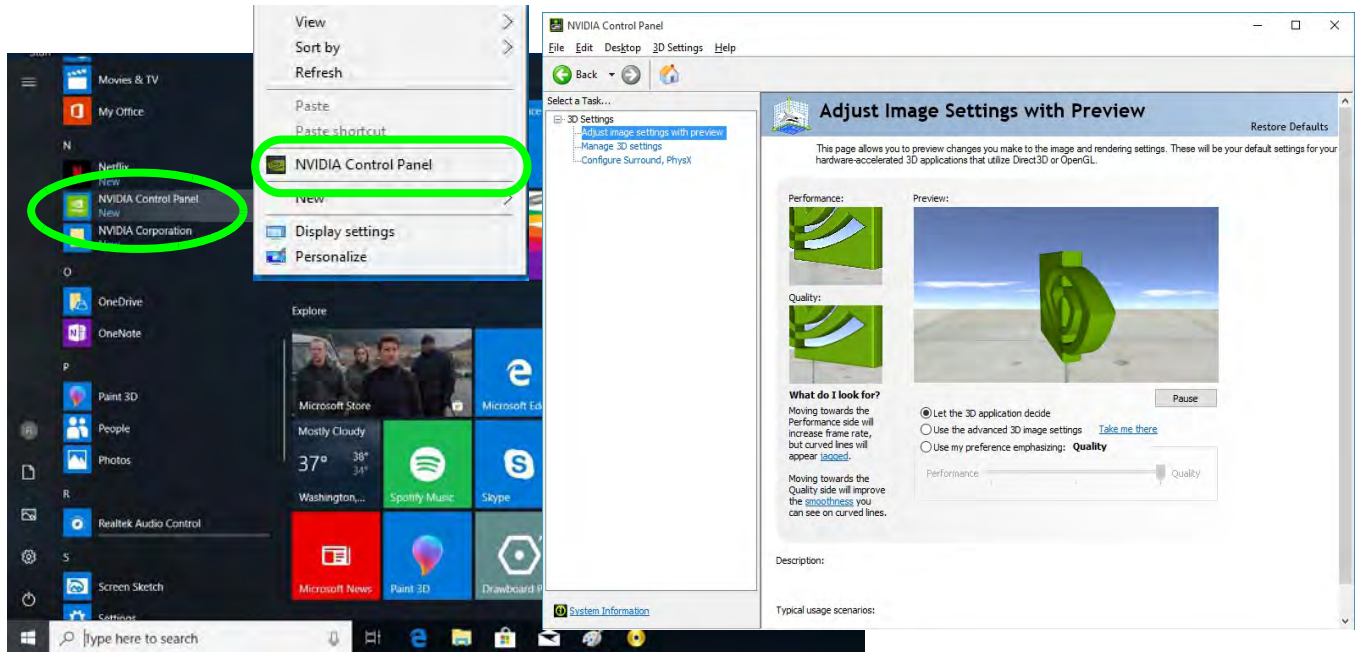 Movies & TV
My Office
N
Netflix
New
NVIDIA Control Panel
New
NVIDIA Corporation
O
OneDrive
OneNote
P
Paint 3D
People
Photos
R
Realtek Audio Control
S
Screen Sketch
Settings
Type here to search
View
Sort by
Refresh
Paste
Paste shortcut
NVIDIA Control Panel
New
Display settings
Personalize
Explore
Microsoft Store
Microsoft Ed
Mostly Cloudy
37° 38°
34°
Washington,...
Spotify Music
Skype
Microsoft News
Paint 3D
Drawboard P
NVIDIA Control Panel
File Edit Desktop 3D Settings Help
Back
Select a Task...
3D Settings
Adjust image settings with preview
Manage 3D settings
Configure Surround, PhysX
System Information
Adjust Image Settings with Preview
Restore Defaults
This page allows you to preview changes you make to the image and rendering settings. These will be your default settings for your
hardware-accelerated 3D applications that utilize Direct3D or OpenGL.
Performance:
Preview:
Quality:
What do I look for?
Moving towards the
Performance side will
increase frame rate,
but curved lines will
appear jagged.
Moving towards the
Quality side will improve
the smoothness you
can see on curved lines.
Pause
Let the 3D application decide
Use the advanced 3D image settings Take me there
Use my preference emphasizing: Quality
Performance Quality
Description:
Typical usage scenarios: